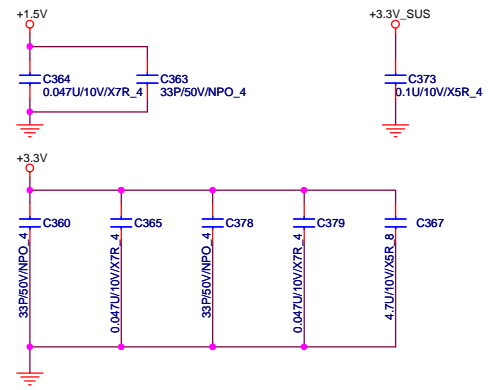 +1.5V
+3.3V_SUS
C364
0.047U/10V/X7R_4
C363
33P/50V/NPO_4
C373
0.1U/10V/X5R_4
+3.3V
C360
C365
C378
C379
C367
33P/50V/NPO_4
0.047U/10V/X7R_4
33P/50V/NPO_4
0.047U/10V/X7R_4
4.7U/10V/X5R_8